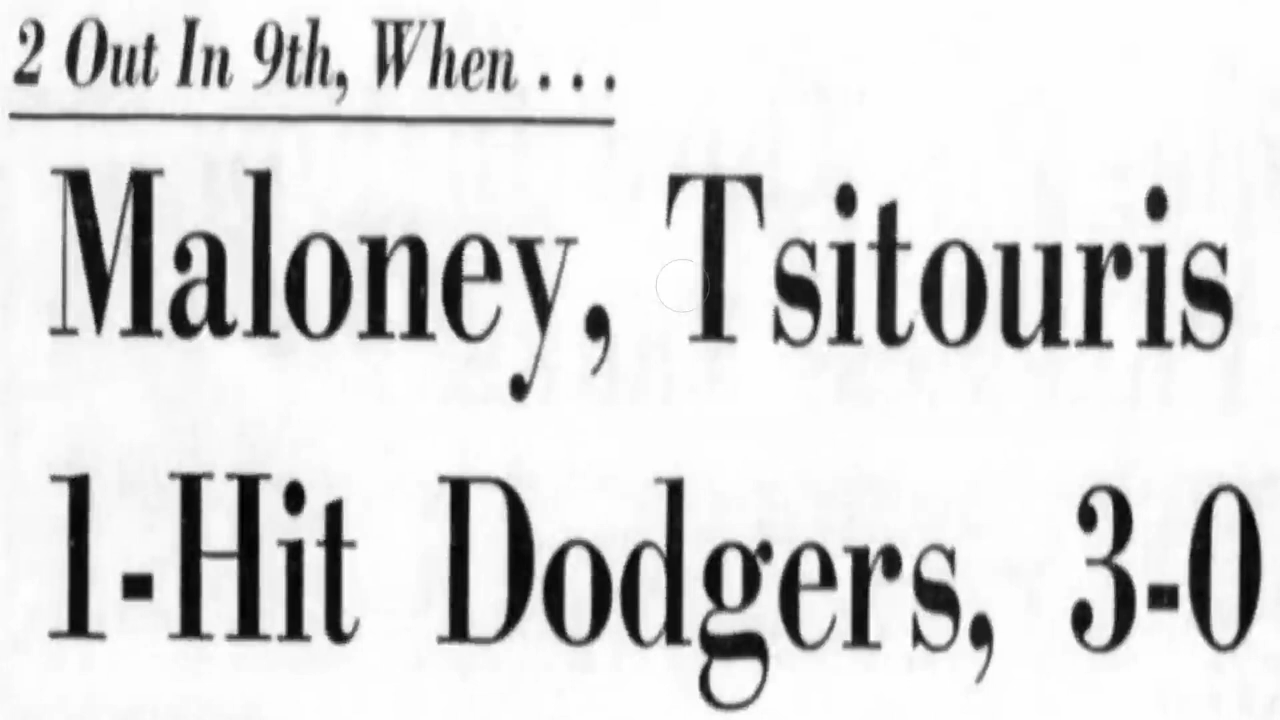 2 Out In 9th, When . . .
Maloney, Tsitouris
1-Hit Dodgers, 3-0